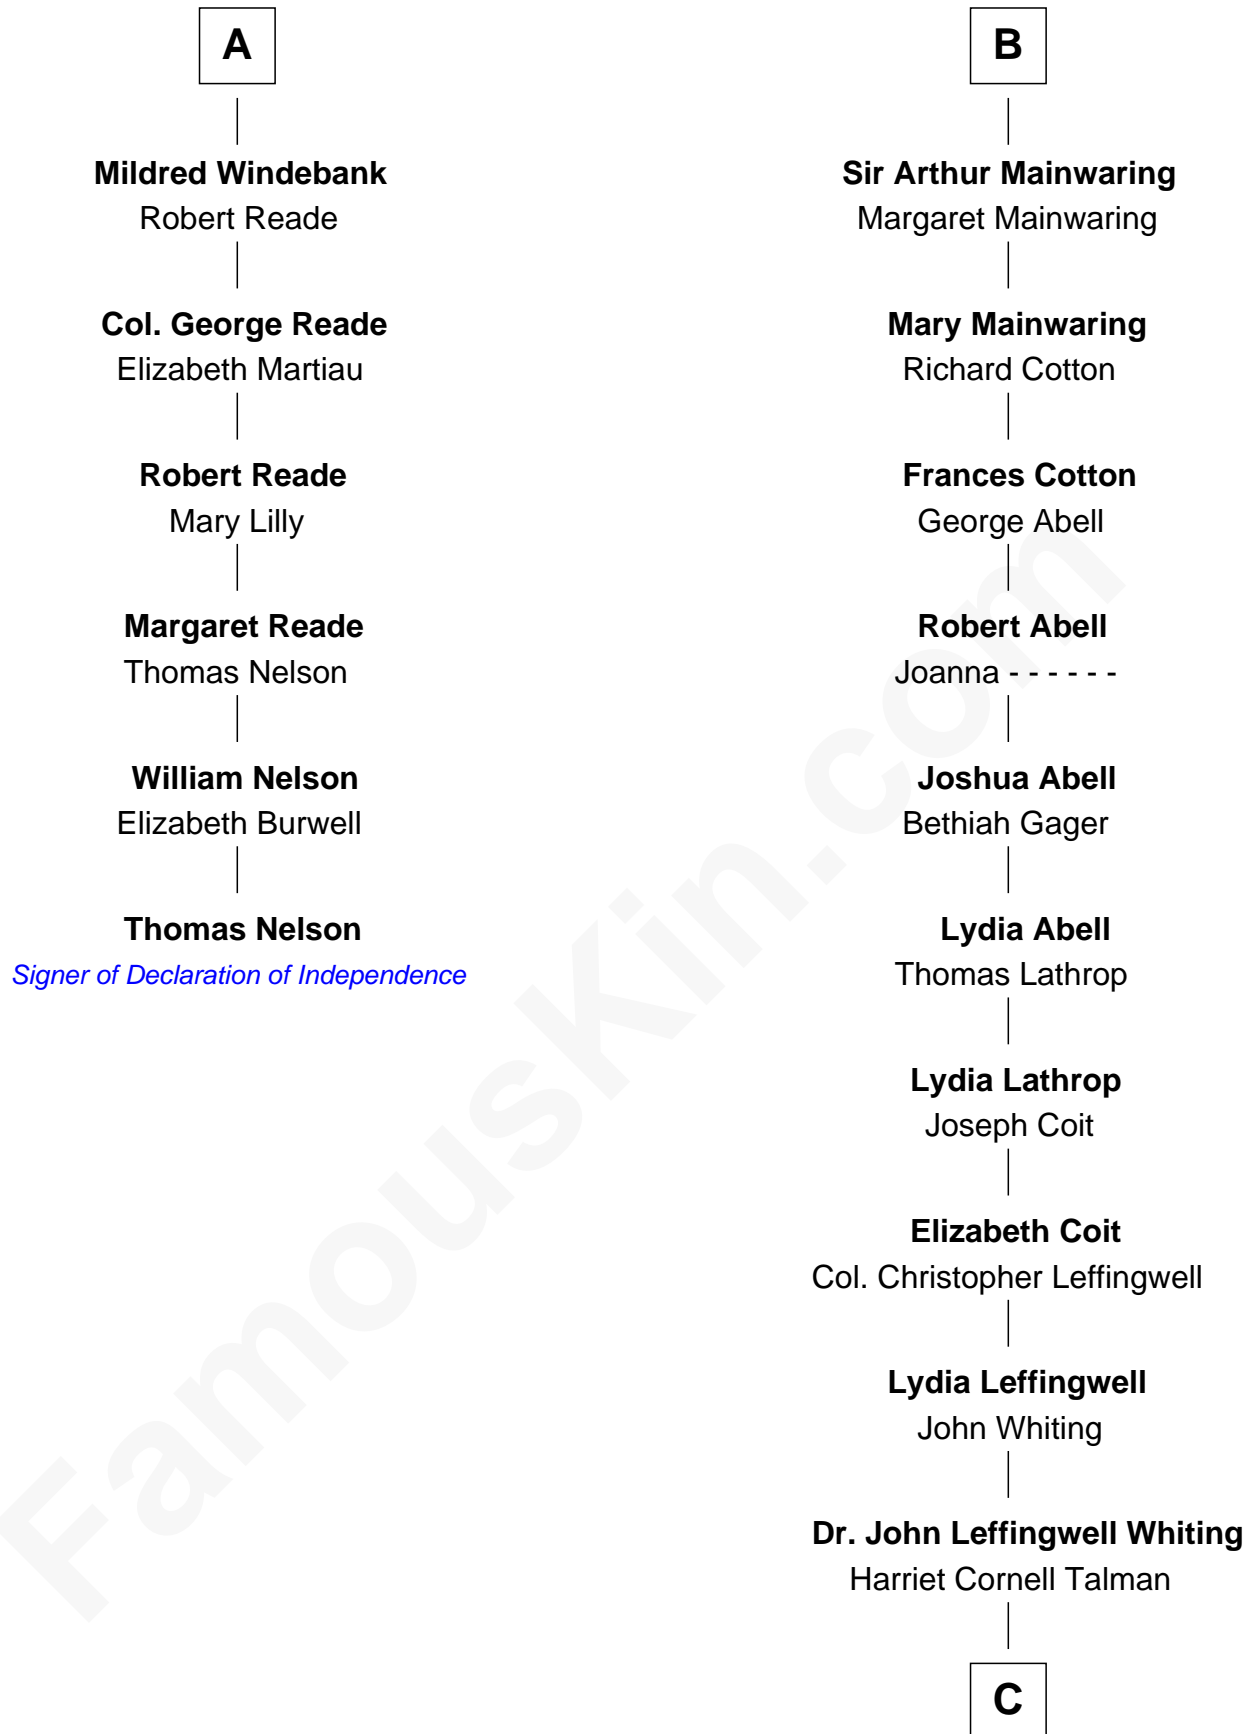 A
Mildred Windebank
Robert Reade
Col. George Reade
Elizabeth Martiau
Robert Reade
Mary Lilly
Margaret Reade
Thomas Nelson
William Nelson
Elizabeth Burwell
Thomas Nelson
Signer of Declaration of Independence
B
Sir Arthur Mainwaring
Margaret Mainwaring
Mary Mainwaring
Richard Cotton
Frances Cotton
George Abell
Robert Abell
Joanna - - - - - -
Joshua Abell
Bethiah Gager
Lydia Abell
Thomas Lathrop
Lydia Lathrop
Joseph Coit
Elizabeth Coit
Col. Christopher Leffingwell
Lydia Leffingwell
John Whiting
Dr. John Leffingwell Whiting
Harriet Cornell Talman
C
FamousKin.com